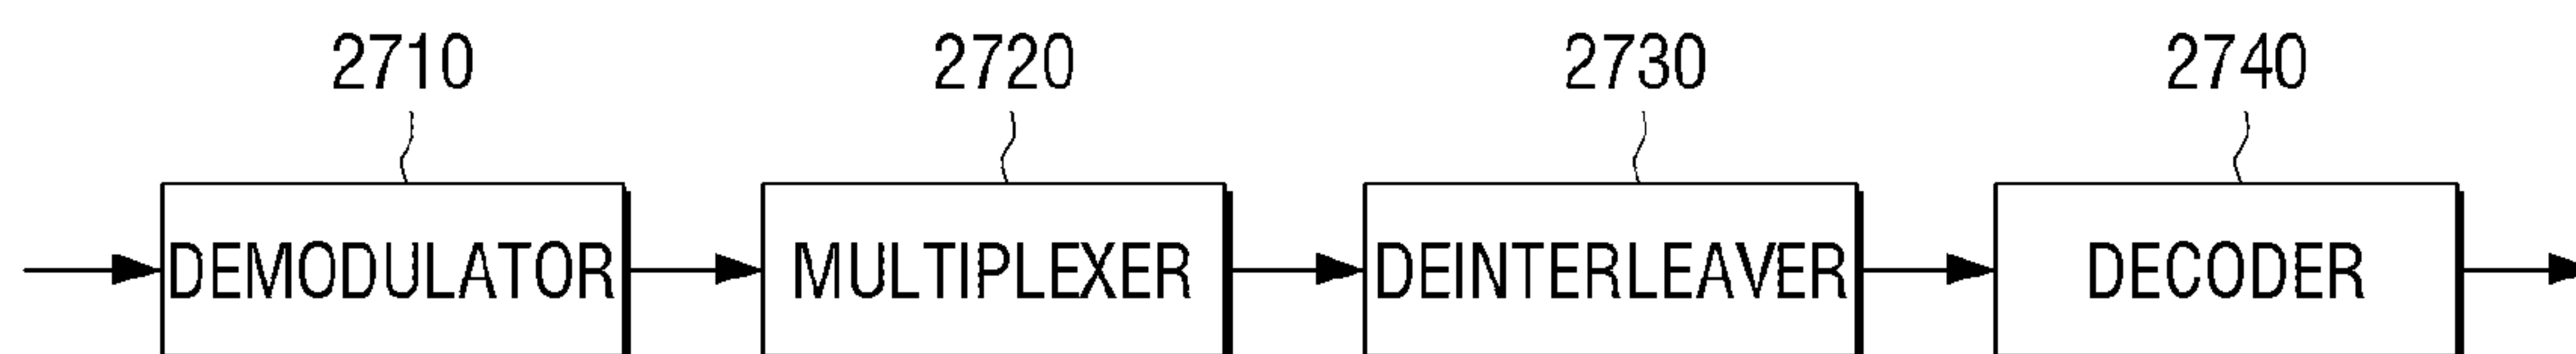 2710 2720 2730 2740
DEMODULATOR MULTIPLEXER DEINTERLEAVER DECODER